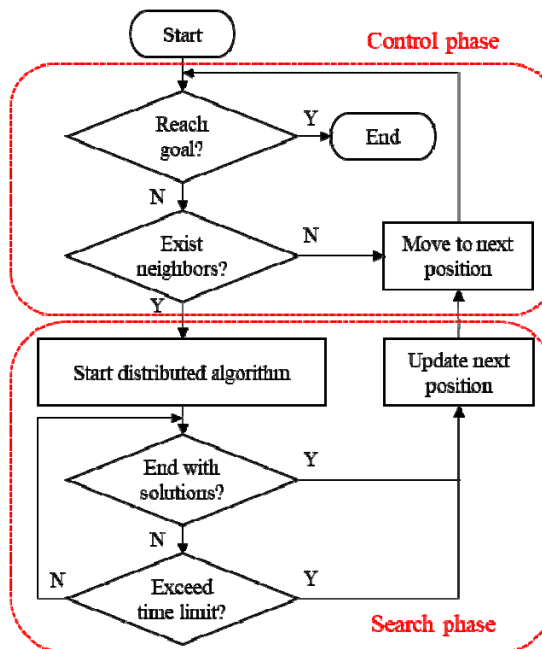 Start
Control phase
Reach
goal?
Y
End
N
Exist
neighbors?
N
Move to next
position
Y
Start distributed algorithm
Update next
position
End with
solutions?
Y
N
Exceed
time limit?
N
Y
Search phase